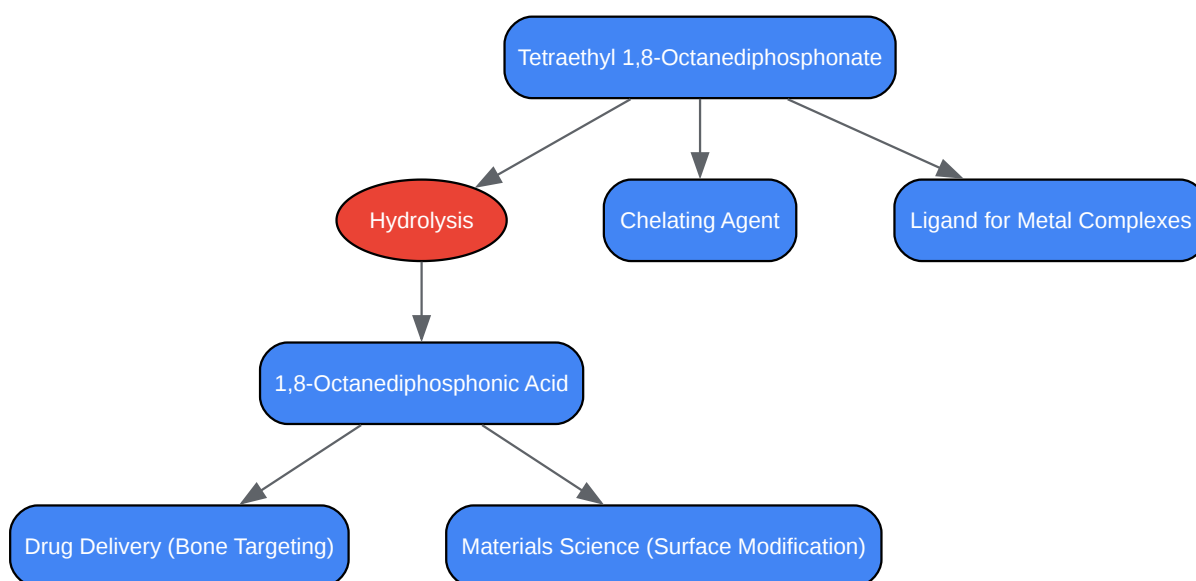 Tetraethyl 1,8-Octanediphosphonate
Hydrolysis
Chelating Agent
Ligand for Metal Complexes
1,8-Octanediphosphonic Acid
Drug Delivery (Bone Targeting)
Materials Science (Surface Modification)